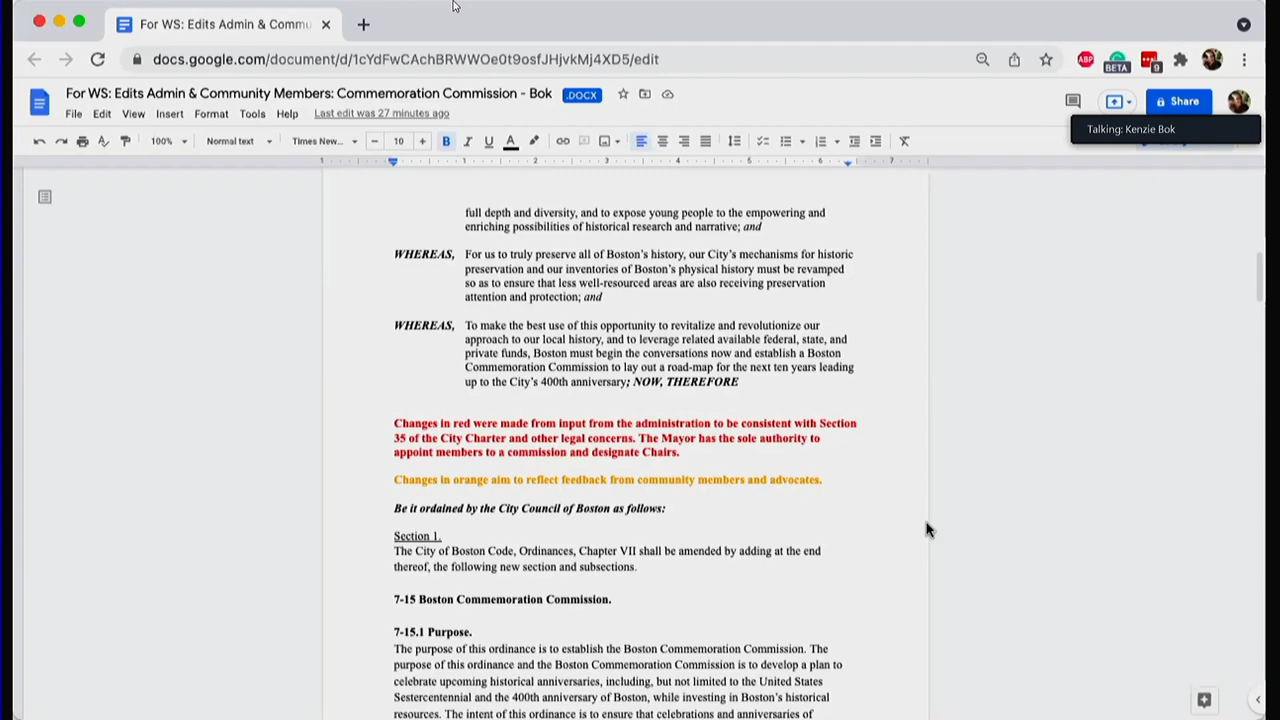 For WS: Edits Admin & Commu
docs.google.com/document/d/1cYdFwCAchBRWWOe0t9osfJHjvkMj4XD5/edit
ABP
BETA
9
For WS: Edits Admin & Community Members: Commemoration Commission - Bok
.DOCX
Share
File Edit View Insert Format Tools Help Last edit was 27 minutes ago
Talking: Kenzie Bok
100% Normal text Times New... 10 B I U A
1 1 2 3 4 5 6 7
full depth and diversity, and to expose young people to the empowering and
enriching possibilities of historical research and narrative; and
WHEREAS, For us to truly preserve all of Boston's history, our City's mechanisms for historic
preservation and our inventories of Boston's physical history must be revamped
so as to ensure that less well-resourced areas are also receiving preservation
attention and protection; and
WHEREAS, To make the best use of this opportunity to revitalize and revolutionize our
approach to our local history, and to leverage related available federal, state, and
private funds, Boston must begin the conversations now and establish a Boston
Commemoration Commission to lay out a road-map for the next ten years leading
up to the City's 400th anniversary; NOW, THEREFORE
Changes in red were made from input from the administration to be consistent with Section
35 of the City Charter and other legal concerns. The Mayor has the sole authority to
appoint members to a commission and designate Chairs.
Changes in orange aim to reflect feedback from community members and advocates.
Be it ordained by the City Council of Boston as follows:
Section 1.
The City of Boston Code, Ordinances, Chapter VII shall be amended by adding at the end
thereof, the following new section and subsections.
7-15 Boston Commemoration Commission.
7-15.1 Purpose.
The purpose of this ordinance is to establish the Boston Commemoration Commission. The
purpose of this ordinance and the Boston Commemoration Commission is to develop a plan to
celebrate upcoming historical anniversaries, including, but not limited to the United States
Sestercentennial and the 400th anniversary of Boston, while investing in Boston's historical
resources. The intent of this ordinance is to ensure that celebrations and anniversaries of